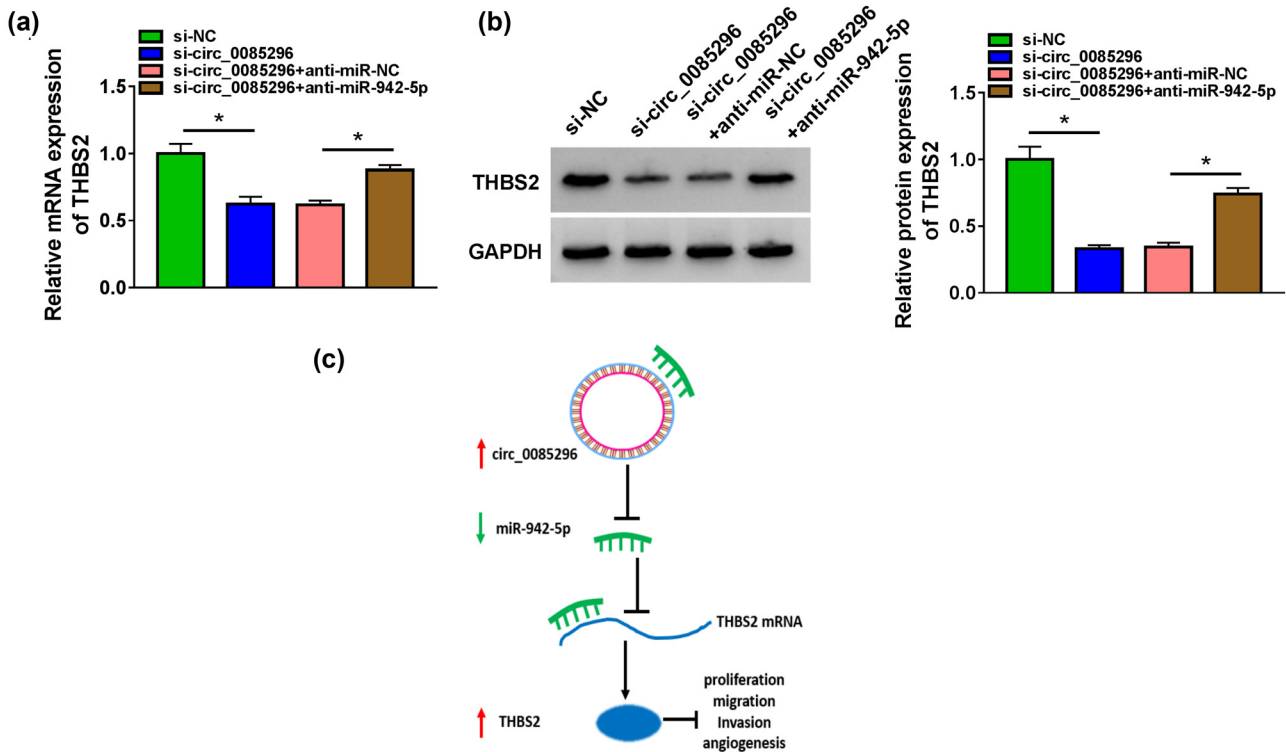 (a)
si-NC
si-circ_0085296
si-circ_0085296+anti-miR-NC
si-circ_0085296+anti-miR-942-5p
Relative mRNA expression
of THBS2
1.5
1.0
0.5
0.0
*
*
(b)
si-NC
si-circ_0085296
si-circ_0085296
+anti-miR-NC
si-circ_0085296
+anti-miR-942-5p
THBS2
GAPDH
si-NC
si-circ_0085296
si-circ_0085296+anti-miR-NC
si-circ_0085296+anti-miR-942-5p
Relative protein expression
of THBS2
1.5
1.0
0.5
0.0
*
*
(c)
circ_0085296
miR-942-5p
THBS2 mRNA
THBS2
proliferation
migration
Invasion
angiogenesis